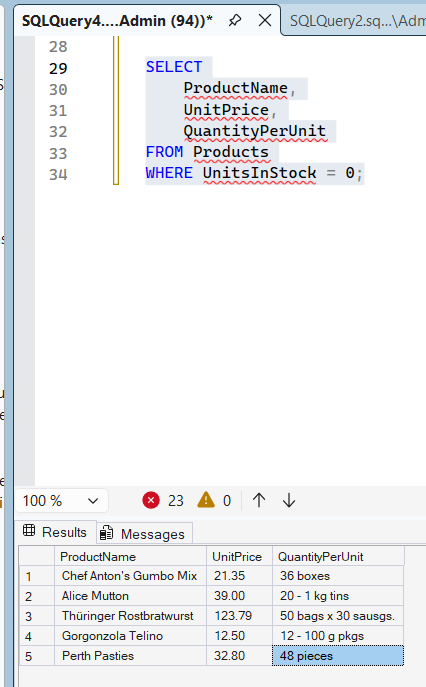 SQLQuery4....Admin (94))* SQLQuery2.sq...\Adm
28
29 SELECT
30 ProductName,
31 UnitPrice,
32 QuantityPerUnit
33 FROM Products
34 WHERE UnitsInStock = 0;
100 % 23 0
Results Messages
ProductName UnitPrice QuantityPerUnit
1 Chef Anton's Gumbo Mix 21.35 36 boxes
2 Alice Mutton 39.00 20 - 1 kg tins
3 Thüringer Rostbratwurst 123.79 50 bags x 30 sausgs.
4 Gorgonzola Telino 12.50 12 - 100 g pkgs
5 Perth Pasties 32.80 48 pieces